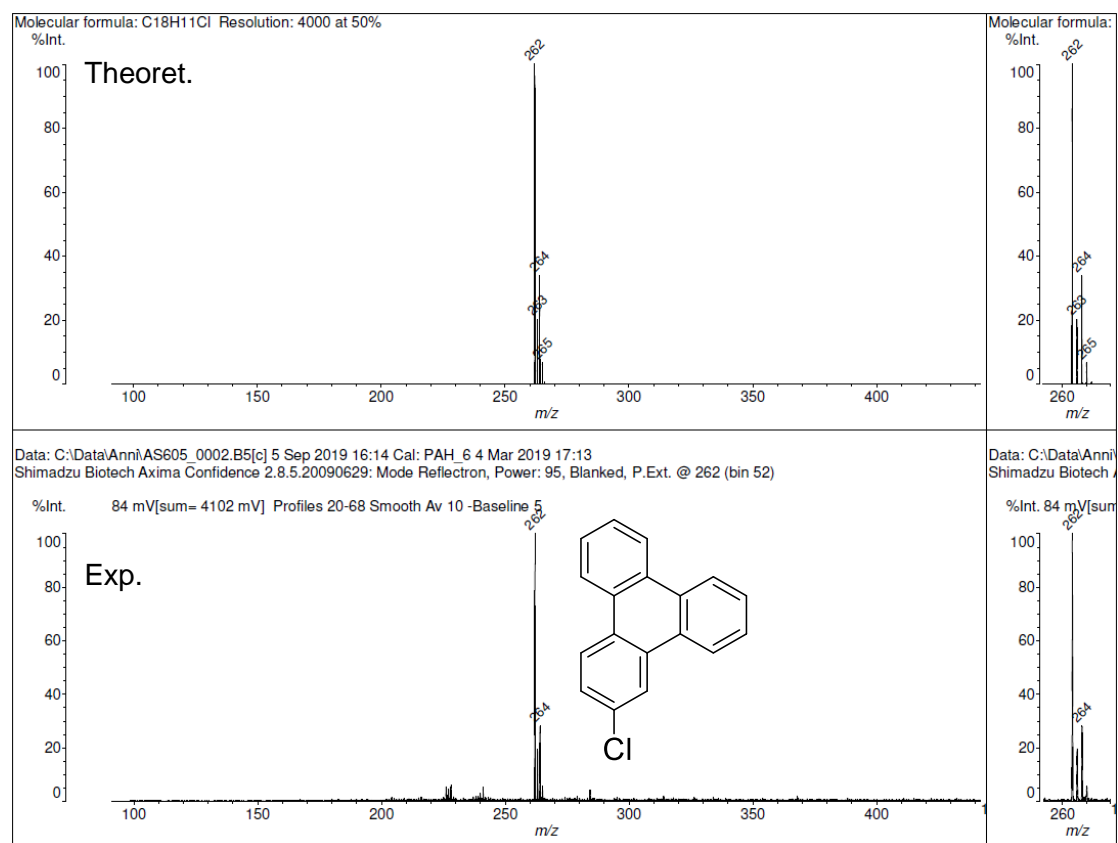 Molecular formula: C18H11Cl Resolution: 4000 at 50%
%Int.
Theoret.
262
100
80
60
40
264
263
20
265
0
100 150 200 250 300 350 400
m/z
Molecular formula:
%Int.
262
100
80
60
40
264
263
20
265
0
260
m/z
Data: C:\Data\Anni\AS605_0002.B5[c] 5 Sep 2019 16:14 Cal: PAH_6 4 Mar 2019 17:13
Shimadzu Biotech Axima Confidence 2.8.5.20090629: Mode Reflectron, Power: 95, Blanked, P.Ext. @ 262 (bin 52)
%Int. 84 mV[sum= 4102 mV] Profiles 20-68 Smooth Av 10 -Baseline 5
262
100
Exp.
80
60
40
264
20
0
Cl
100 150 200 250 300 350 400
m/z
Data: C:\Data\Anni\
Shimadzu Biotech
%Int. 84 mV[sum
262
100
80
60
40
264
20
0
260
m/z